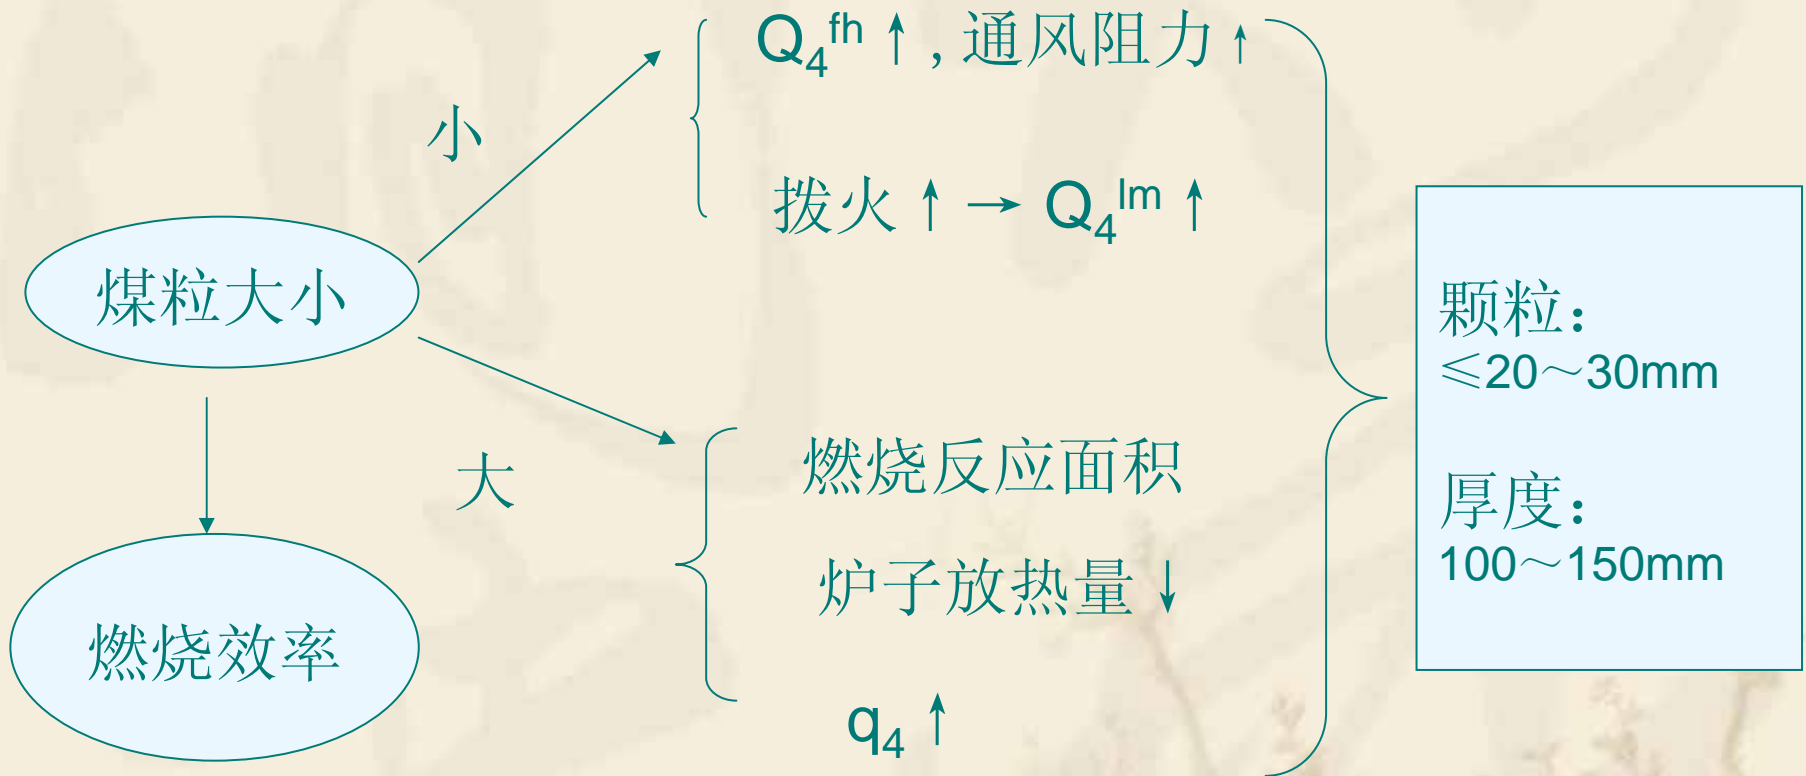 Q₄ᶠʰ ↑ , 通风阻力 ↑
小
拨火 ↑ → Q₄ˡᵐ ↑
煤粒大小
颗粒：
≤20～30mm
大
燃烧反应面积
厚度：
100～150mm
炉子放热量 ↓
燃烧效率
q₄ ↑